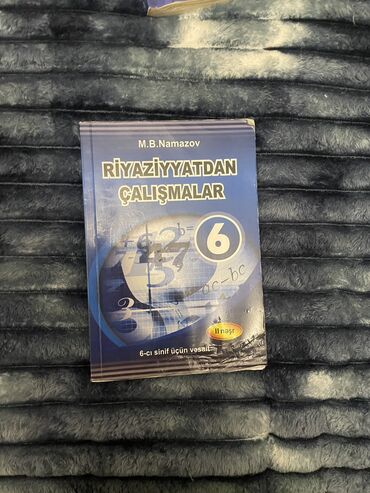 M.B.Namazov
RİYAZİYYATDAN
ÇALIŞMALAR
6
II nəşr
6-cı sinif üçün vəsait